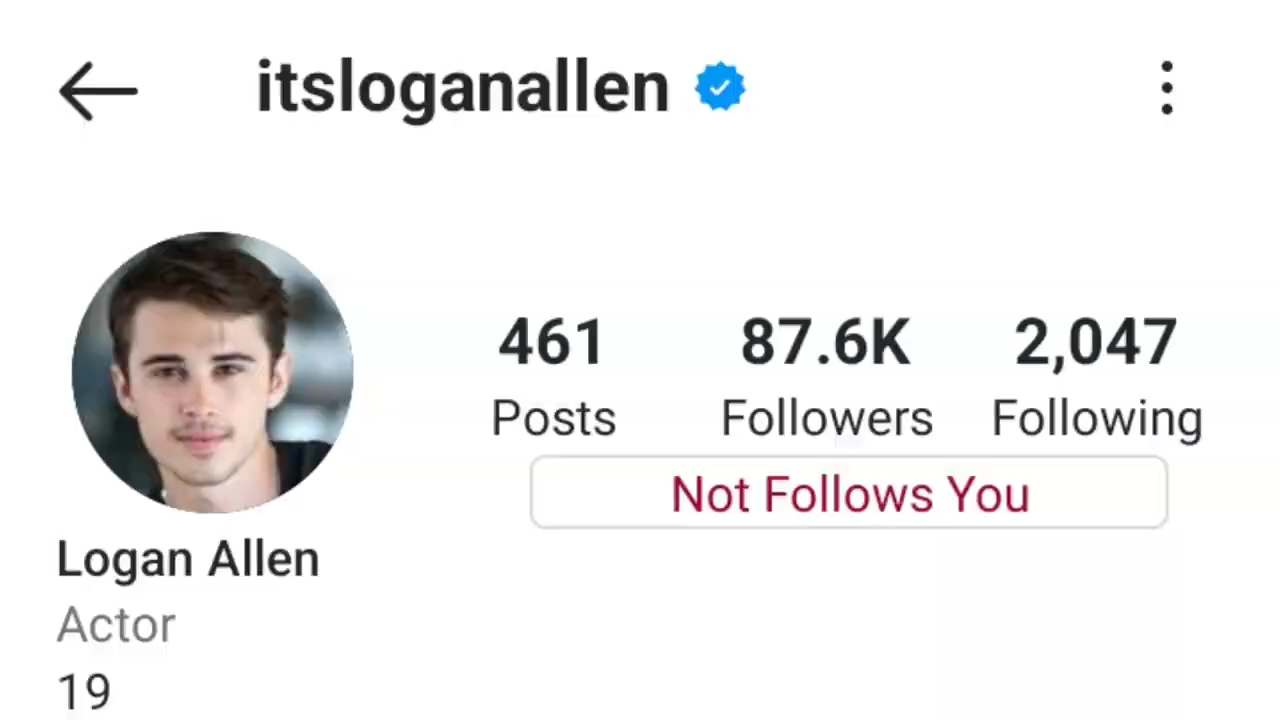 itsloganallen
461 87.6K 2,047
Posts Followers Following
Not Follows You
Logan Allen
Actor
19